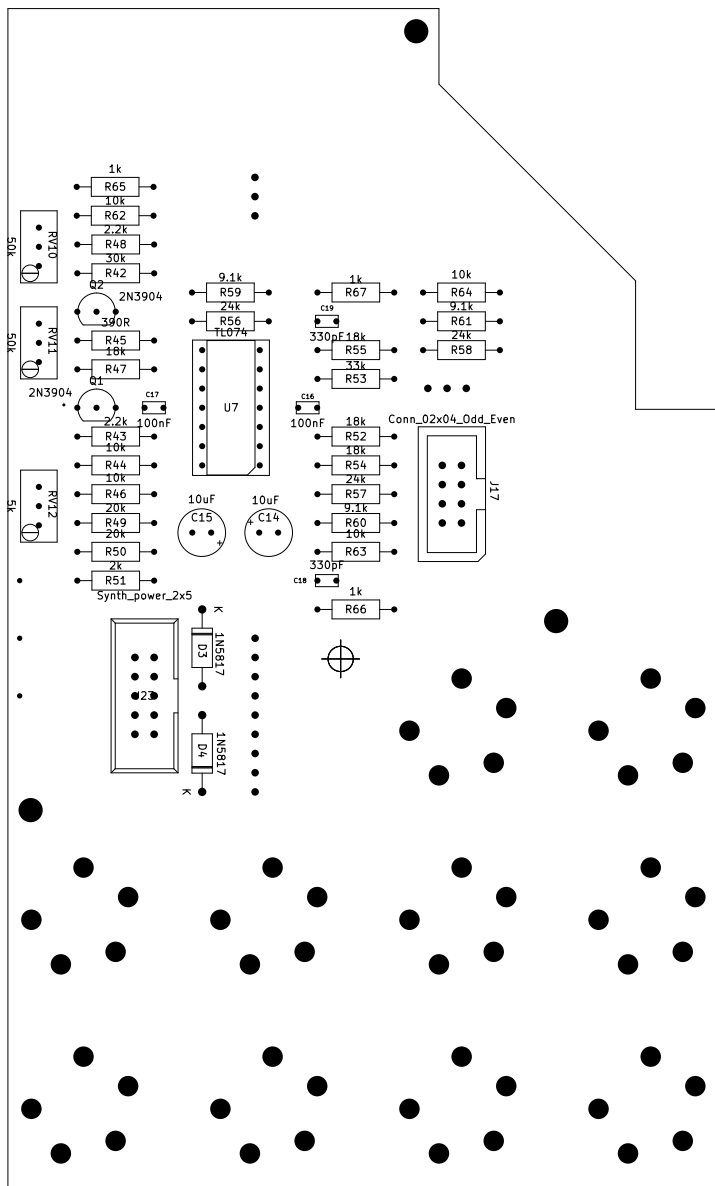 1k
R65
10k
R62
2.2k
R48
30k
R42
50k
RV10
Q2
2N3904
390R
R45
18k
R47
50k
RV11
Q1
2N3904
C17
100nF
2.2k
R43
10k
R44
10k
R46
20k
R49
20k
R50
2k
R51
5k
RV12
9.1k
R59
24k
R56
TL074
U7
1k
R67
C19
330pF
18k
R55
33k
R53
C16
100nF
10k
R64
9.1k
R61
24k
R58
18k
R52
18k
R54
24k
R57
9.1k
R60
10k
R63
330pF
C18
1k
R66
Conn_02x04_Odd_Even
J17
10uF
C15
+
10uF
C14
+
Synth_power_2x5
J23
K
D3
1N5817
D4
1N5817
K